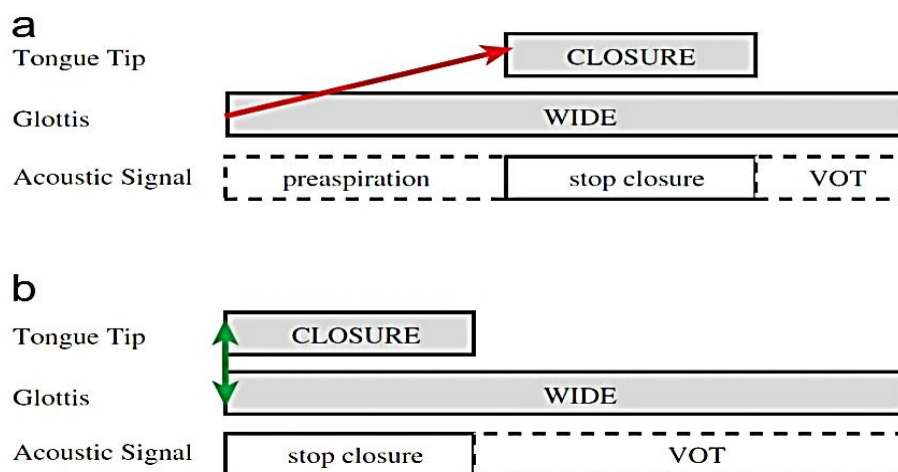 a
Tongue Tip CLOSURE
Glottis WIDE
Acoustic Signal preaspiration stop closure VOT
b
Tongue Tip CLOSURE
Glottis WIDE
Acoustic Signal stop closure VOT